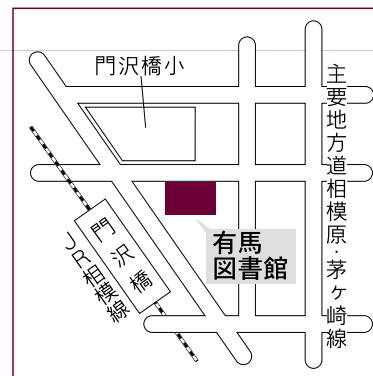 門沢橋小
主要地方道相模原・茅ヶ崎線
有馬
図書館
門沢橋
JR相模線